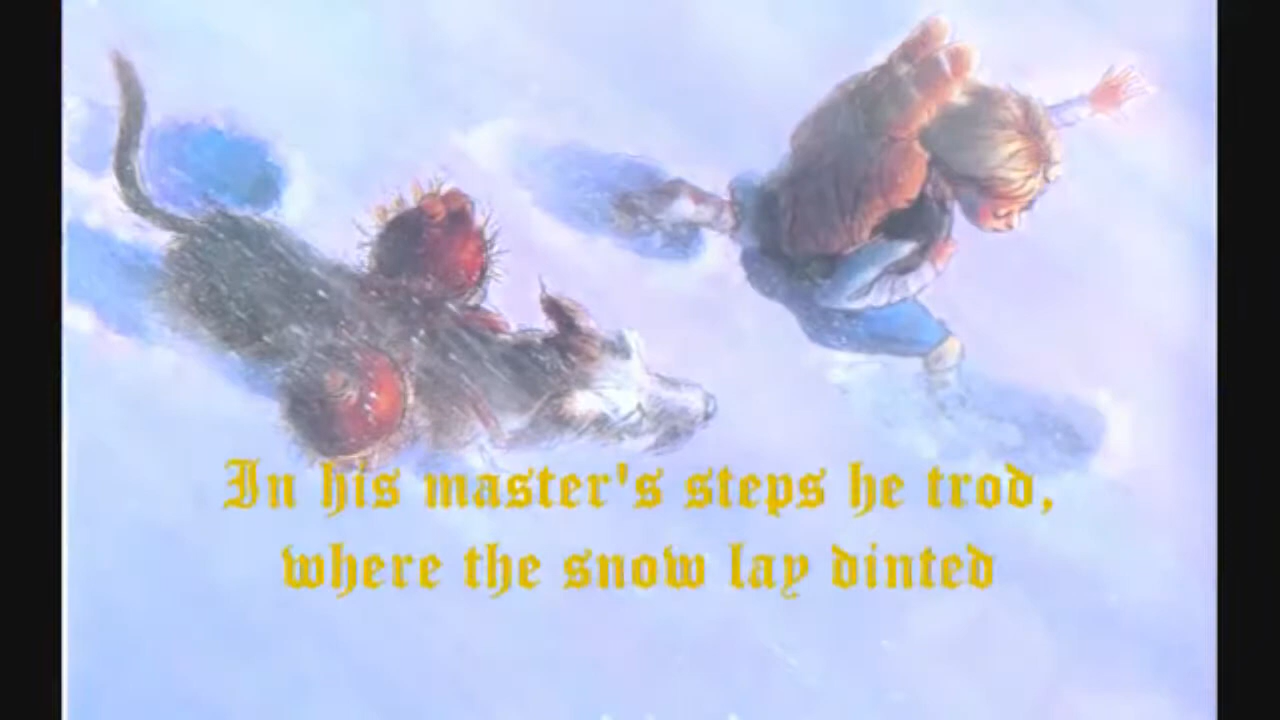 In his master's steps he trod,
where the snow lay dinted